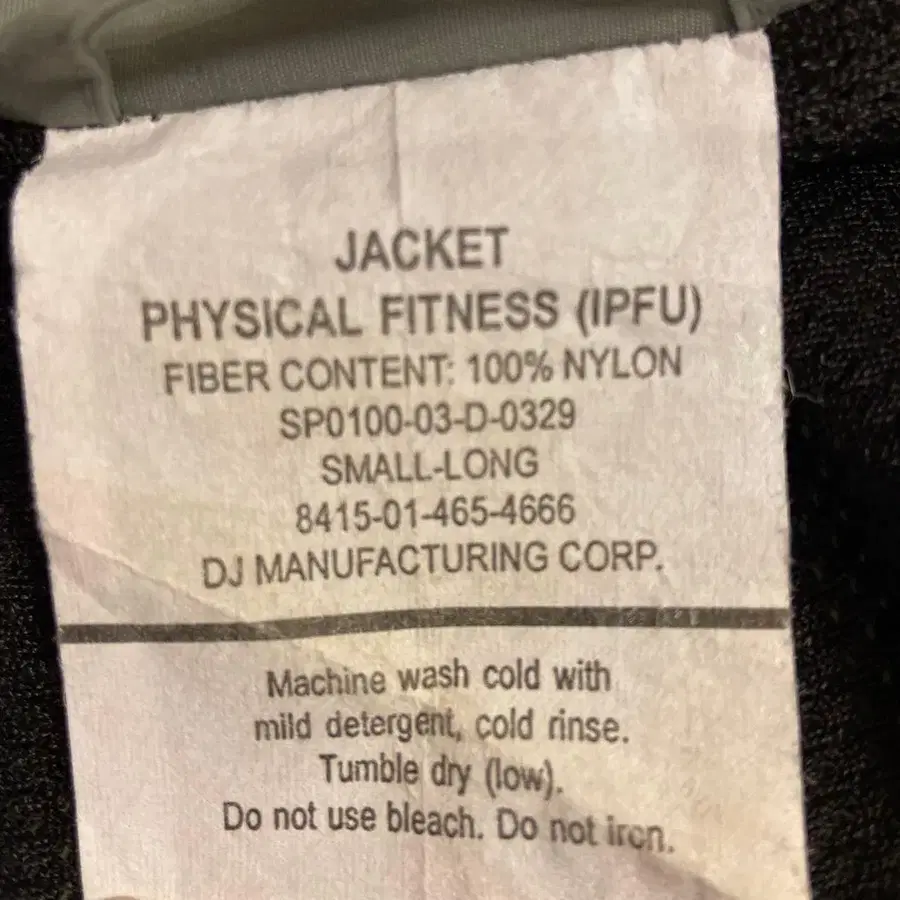 JACKET
PHYSICAL FITNESS (IPFU)
FIBER CONTENT: 100% NYLON
SP0100-03-D-0329
SMALL-LONG
8415-01-465-4666
DJ MANUFACTURING CORP.
Machine wash cold with
mild detergent, cold rinse.
Tumble dry (low).
Do not use bleach. Do not iron.